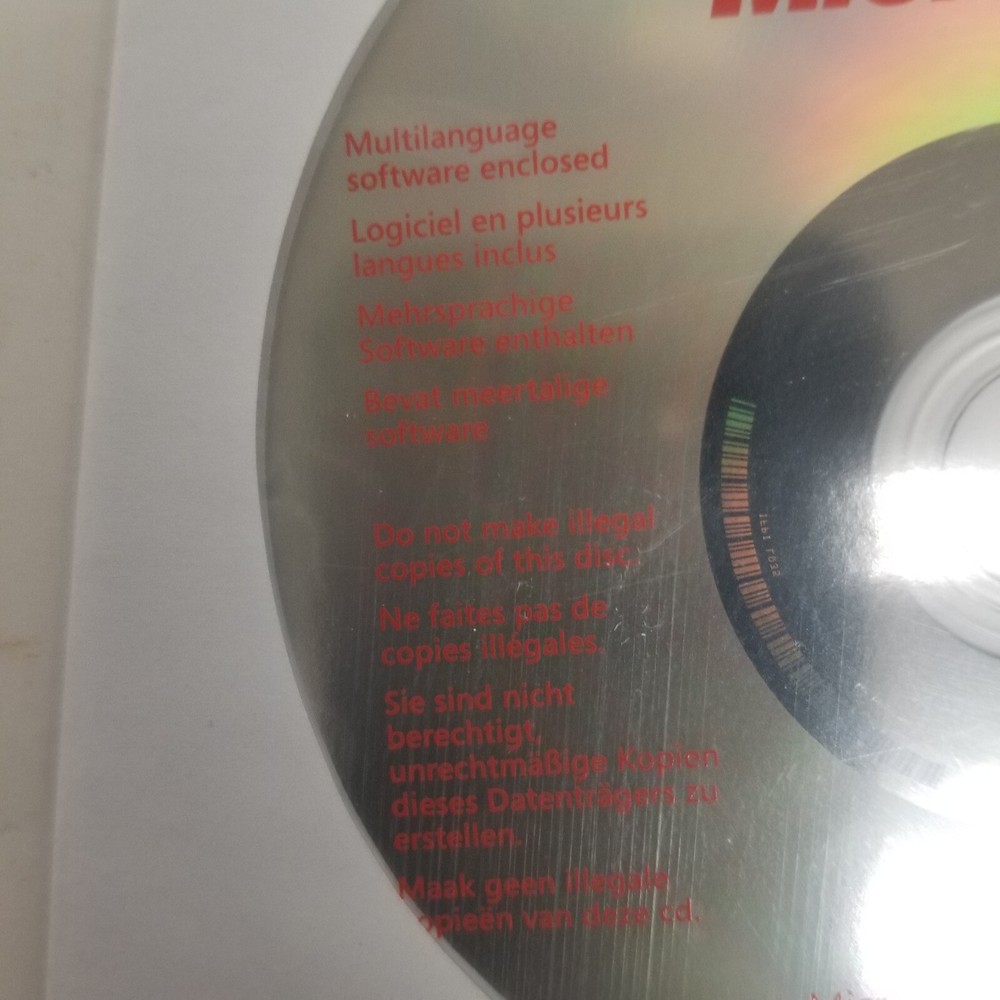 Multilanguage
software enclosed
Logiciel en plusieurs
langues inclus
Mehrsprachige
Software enthalten
Bevat meertalige
software
Do not make illegal
copies of this disc.
Ne faites pas de
copies illégales.
Sie sind nicht
berechtigt,
unrechtmäßige Kopien
dieses Datenträgers zu
erstellen.
Maak geen illegale
kopieën van deze cd.